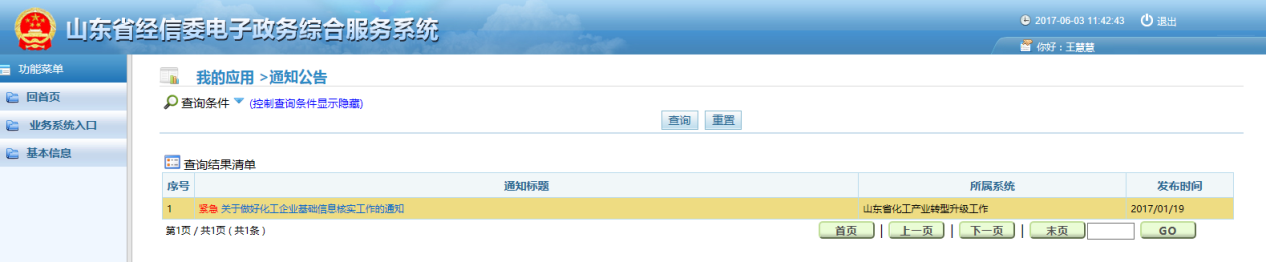 山东省经信委电子政务综合服务系统
2017-06-03 11:42:43 退出
你好：王慧慧
功能菜单
回首页
业务系统入口
基本信息
我的应用 >通知公告
查询条件 (控制查询条件显示隐藏)
查询 重置
查询结果清单
序号 通知标题 所属系统 发布时间
1 紧急 关于做好化工企业基础信息核实工作的通知 山东省化工产业转型升级工作 2017/01/19
第1页 / 共1页 ( 共1条 ) 首页 | 上一页 | 下一页 | 末页 GO